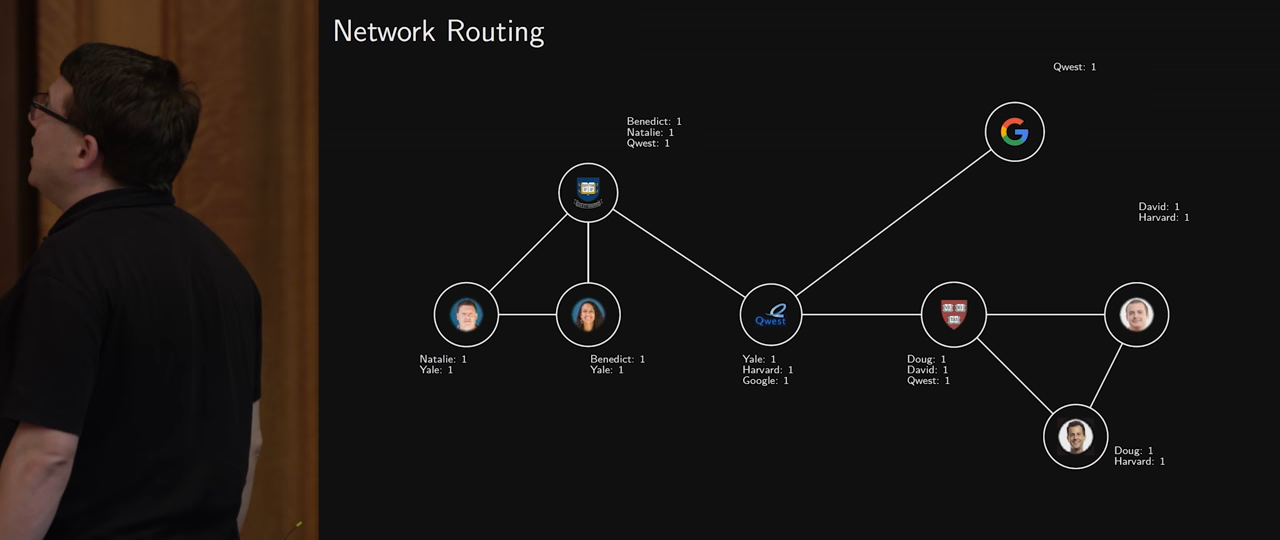 Network Routing
Qwest: 1
Benedict: 1
Natalie: 1
Qwest: 1
David: 1
Harvard: 1
Qwest
Natalie: 1
Yale: 1
Benedict: 1
Yale: 1
Yale: 1
Harvard: 1
Google: 1
Doug: 1
David: 1
Qwest: 1
Doug: 1
Harvard: 1